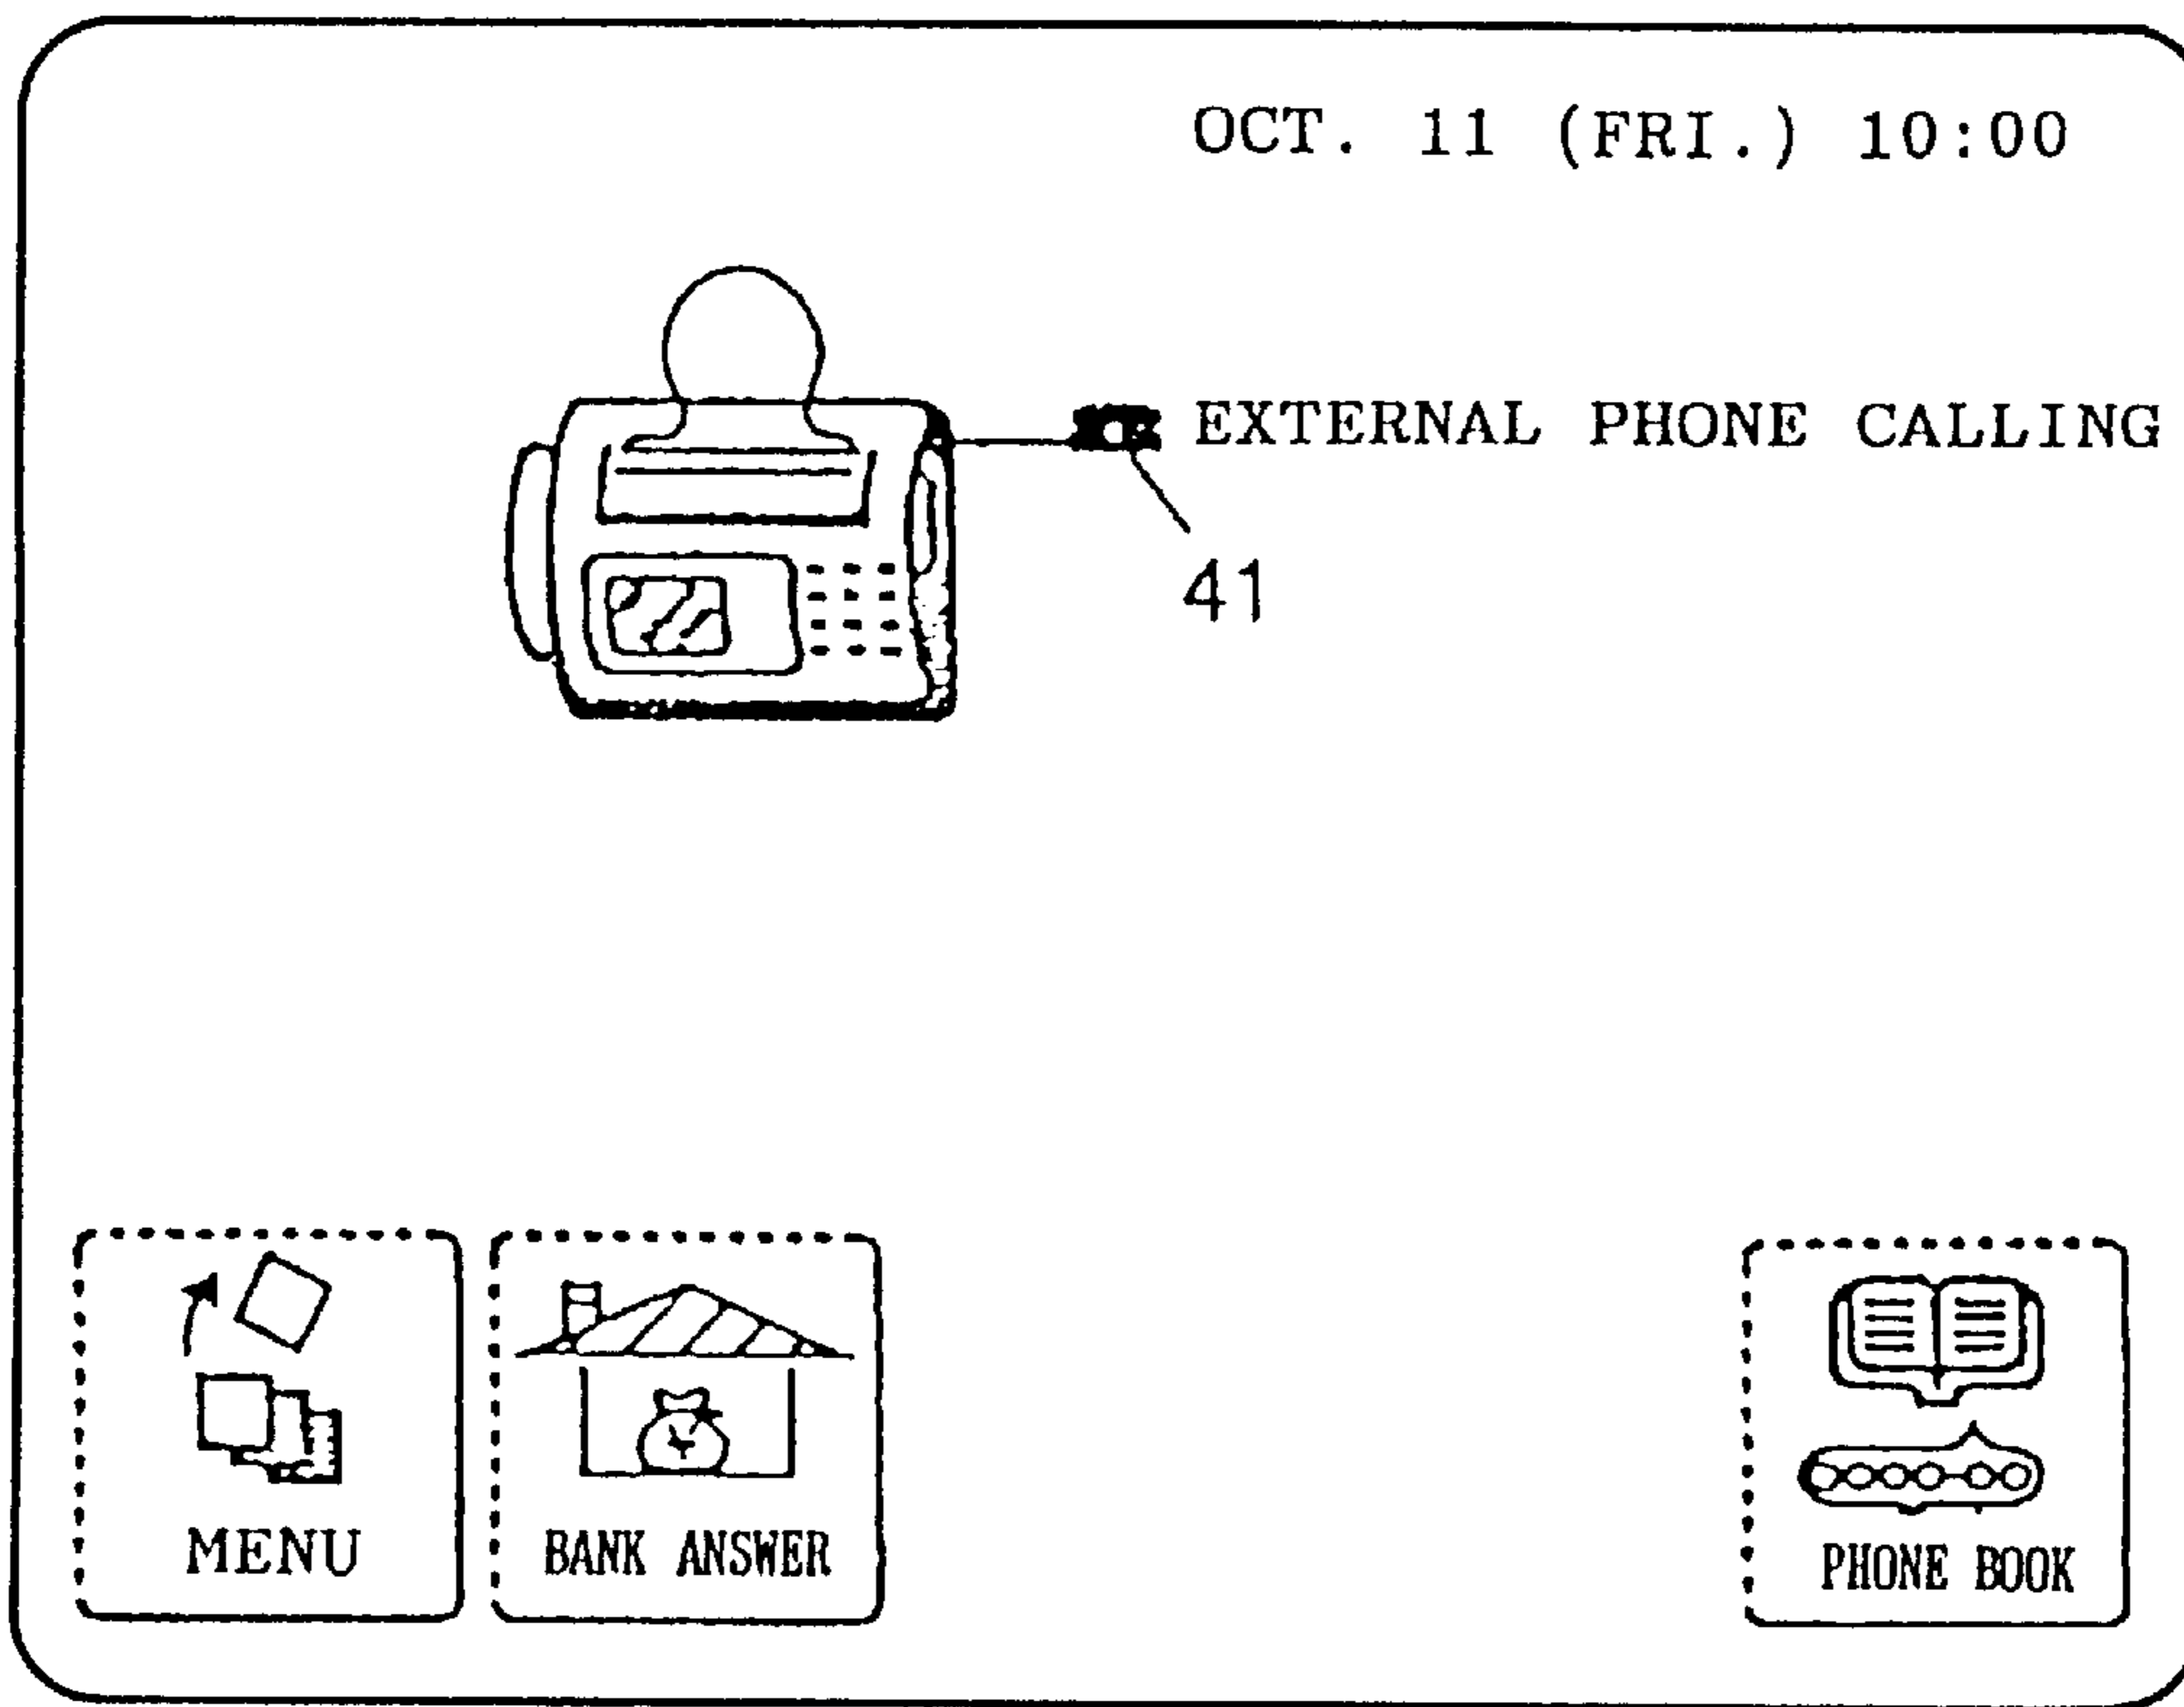 OCT. 11 (FRI.) 10:00
EXTERNAL PHONE CALLING
41
MENU
BANK ANSWER
PHONE BOOK